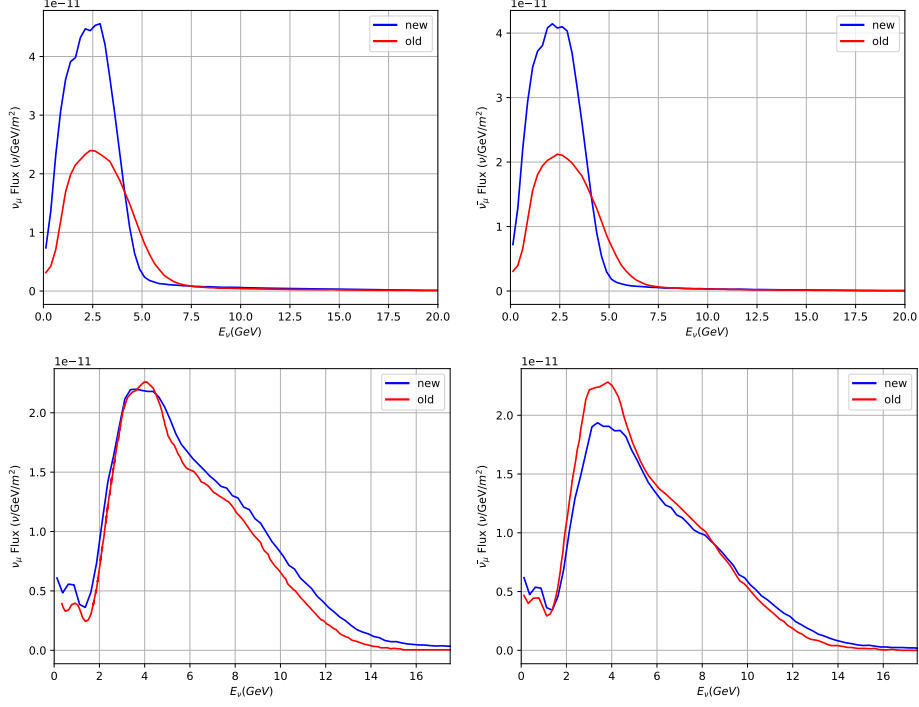 1e−11
new
old
ν_μ Flux (ν/GeV/m²)
4
3
2
1
0
0.0 2.5 5.0 7.5 10.0 12.5 15.0 17.5 20.0
E_ν(GeV)
1e−11
new
old
ν̄_μ Flux (ν/GeV/m²)
4
3
2
1
0
0.0 2.5 5.0 7.5 10.0 12.5 15.0 17.5 20.0
E_ν(GeV)
1e−11
new
old
ν_μ Flux (ν/GeV/m²)
2.0
1.5
1.0
0.5
0.0
0 2 4 6 8 10 12 14 16
E_ν(GeV)
1e−11
new
old
ν̄_μ Flux (ν/GeV/m²)
2.0
1.5
1.0
0.5
0.0
0 2 4 6 8 10 12 14 16
E_ν(GeV)